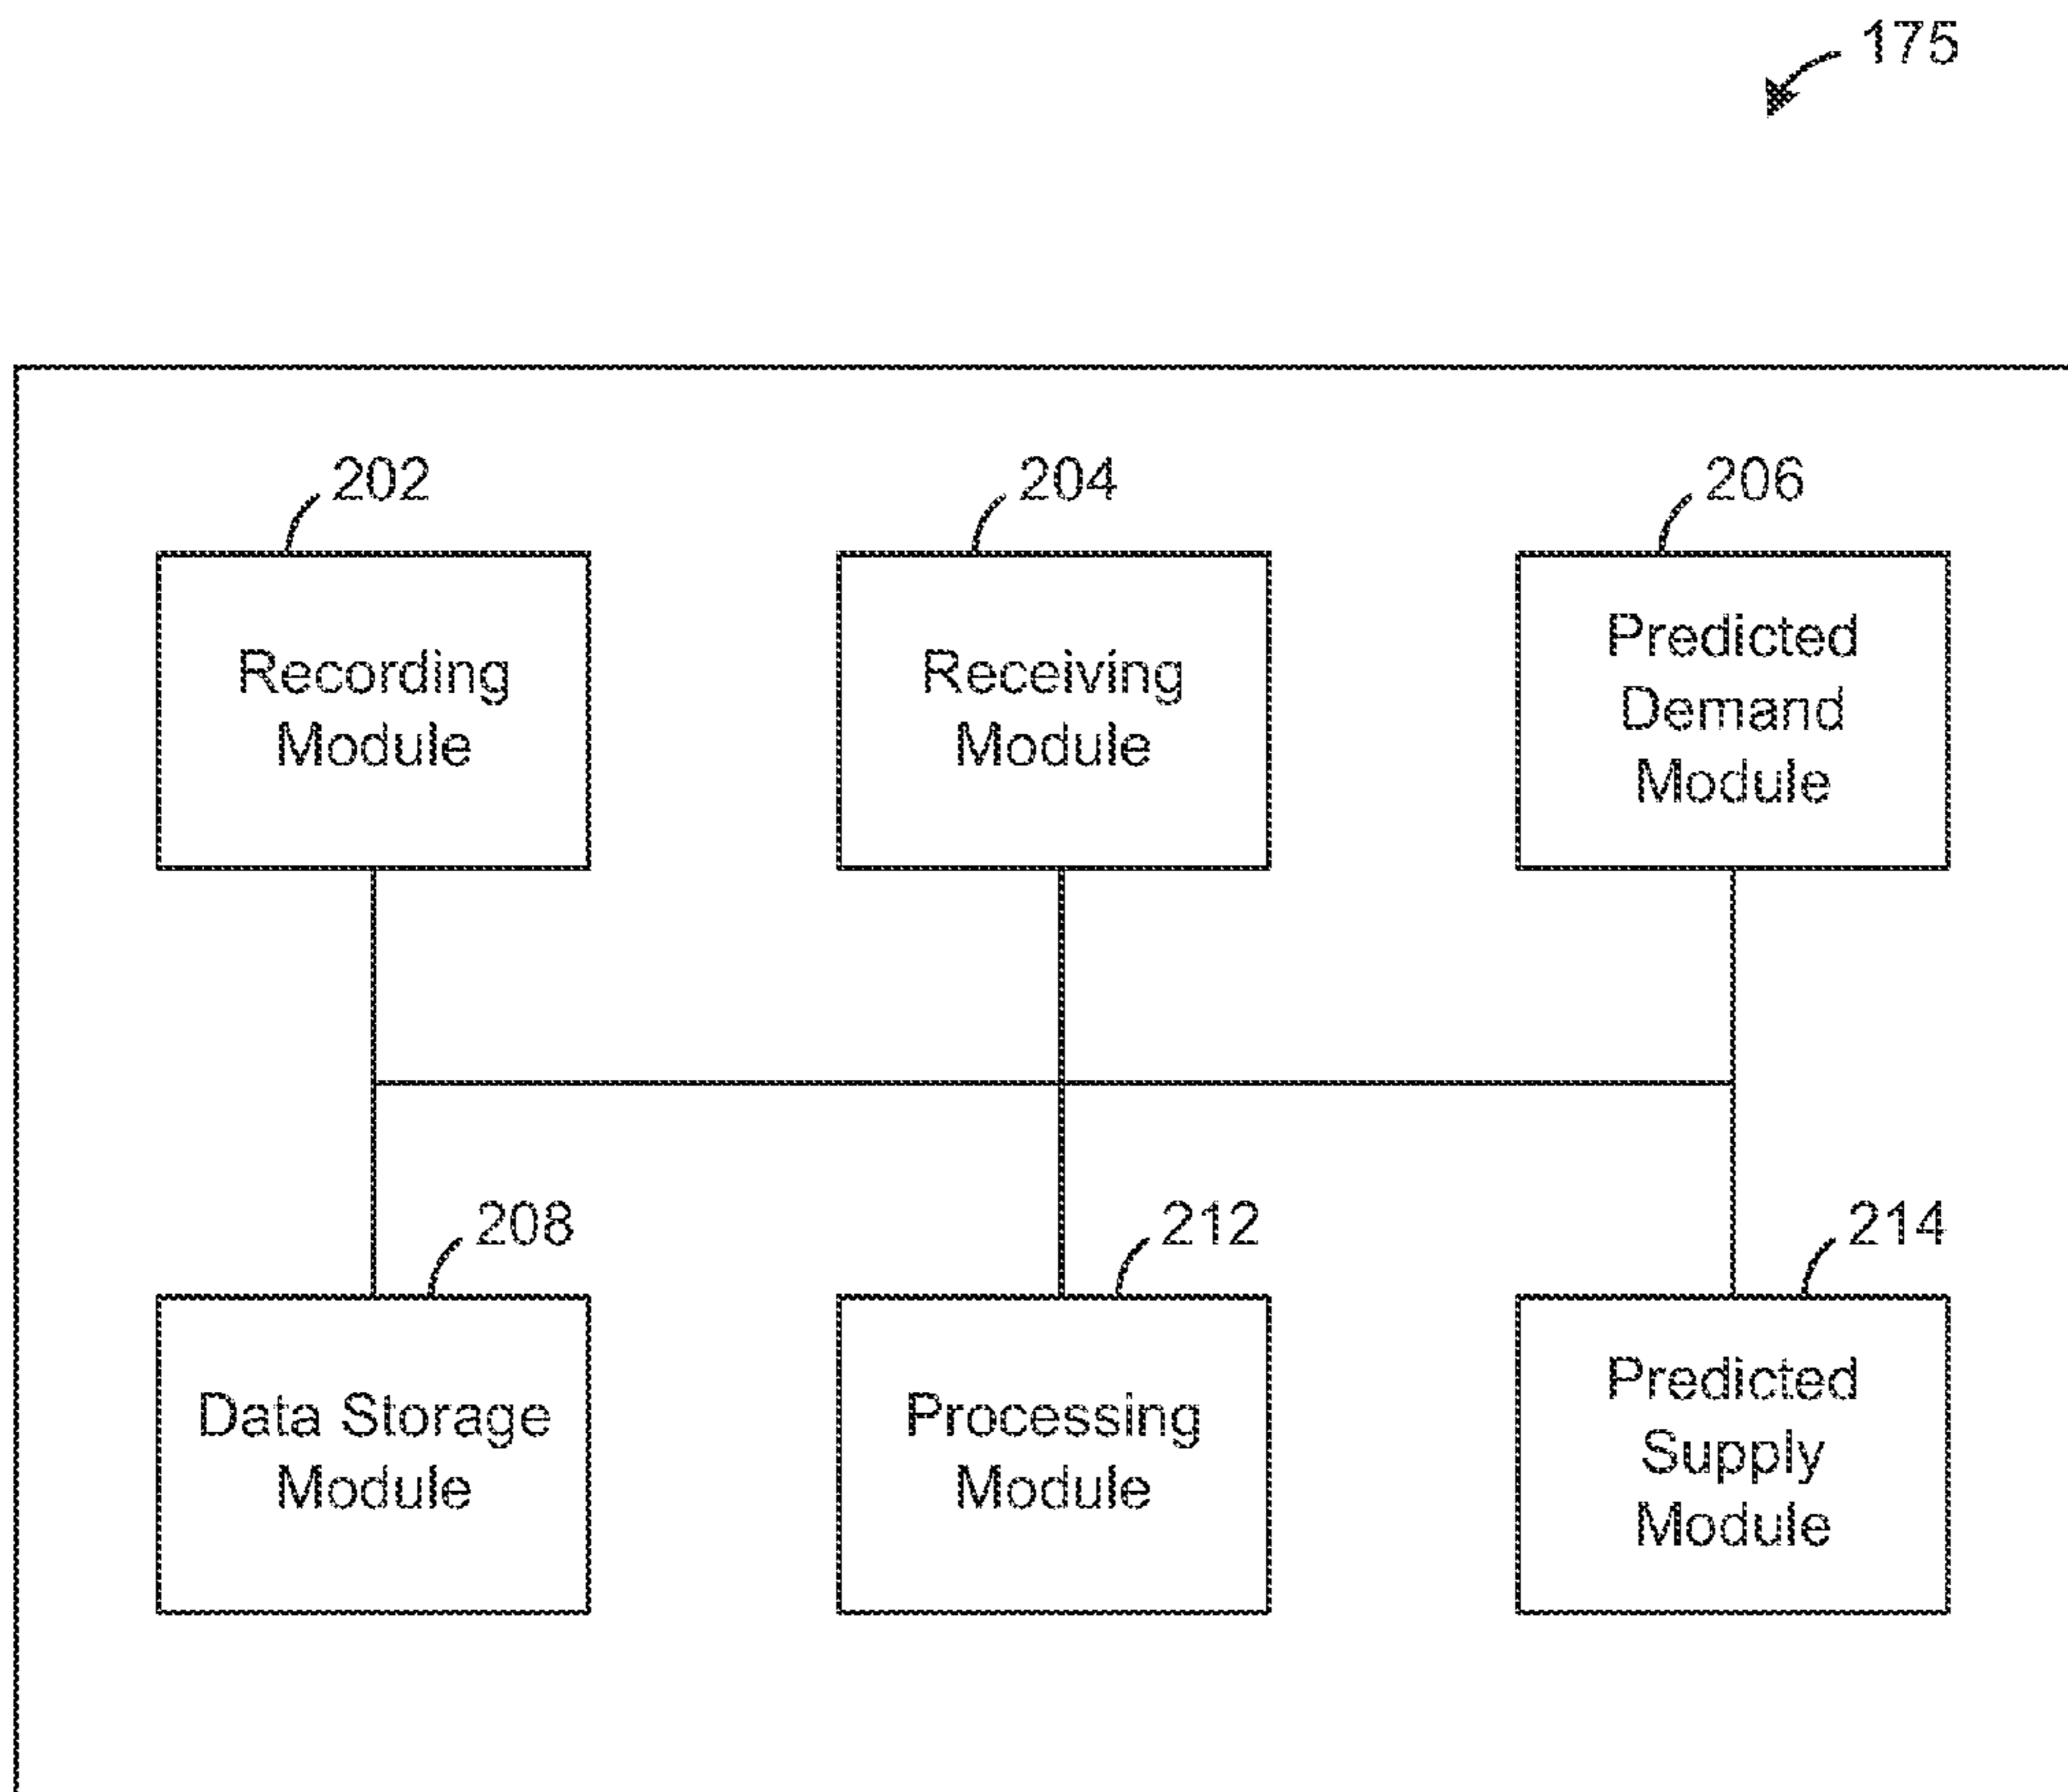 175
202
204
206
Recording
Module
Receiving
Module
Predicted
Demand
Module
208
212
214
Data Storage
Module
Processing
Module
Predicted
Supply
Module